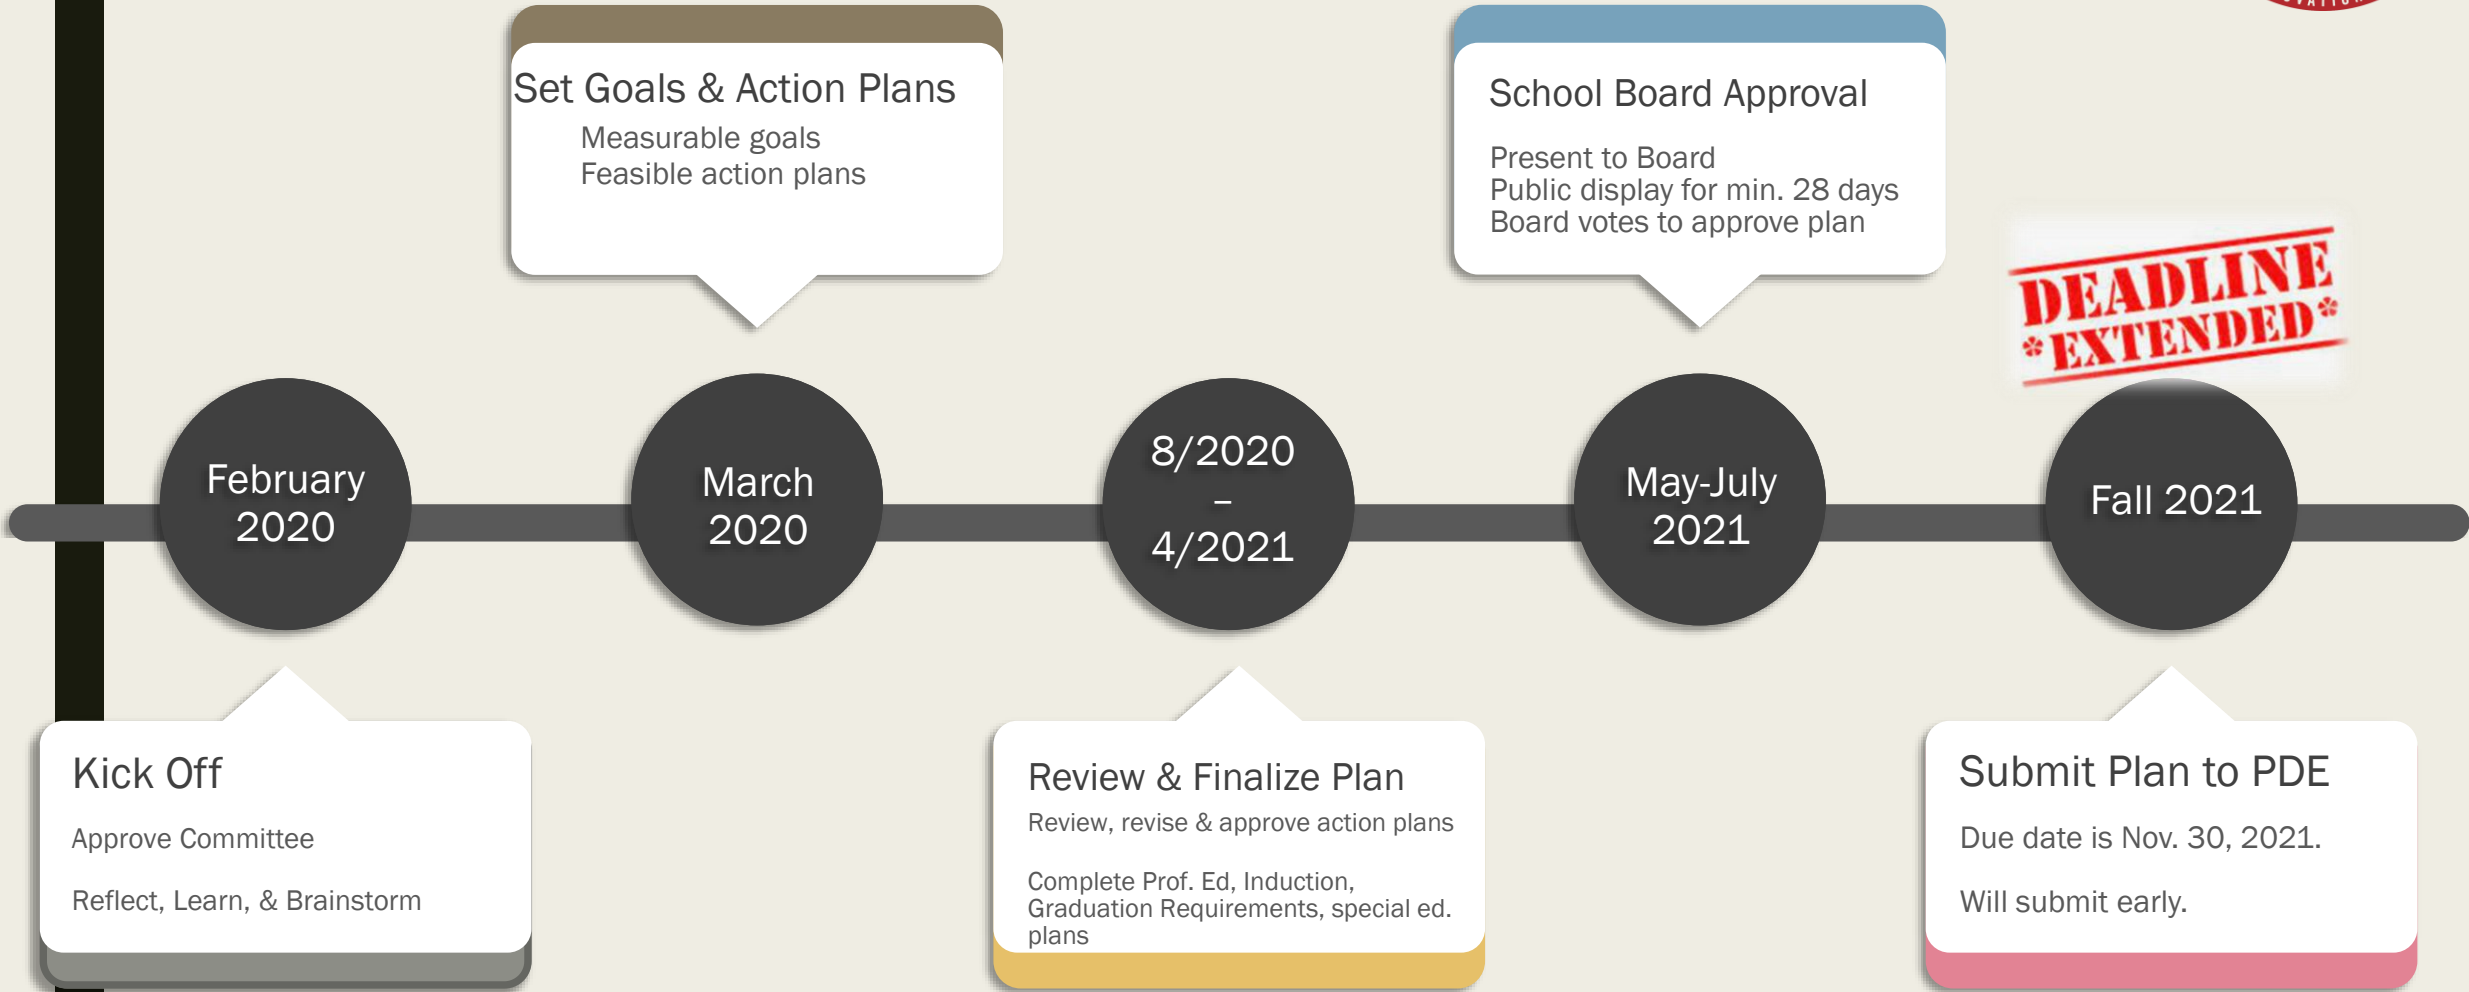 Set Goals & Action Plans
Measurable goals
Feasible action plans
School Board Approval
Present to Board
Public display for min. 28 days
Board votes to approve plan
DEADLINE
*EXTENDED*
February
2020
March
2020
8/2020
–
4/2021
May-July
2021
Fall 2021
Kick Off
Approve Committee
Reflect, Learn, & Brainstorm
Review & Finalize Plan
Review, revise & approve action plans
Complete Prof. Ed, Induction,
Graduation Requirements, special ed.
plans
Submit Plan to PDE
Due date is Nov. 30, 2021.
Will submit early.